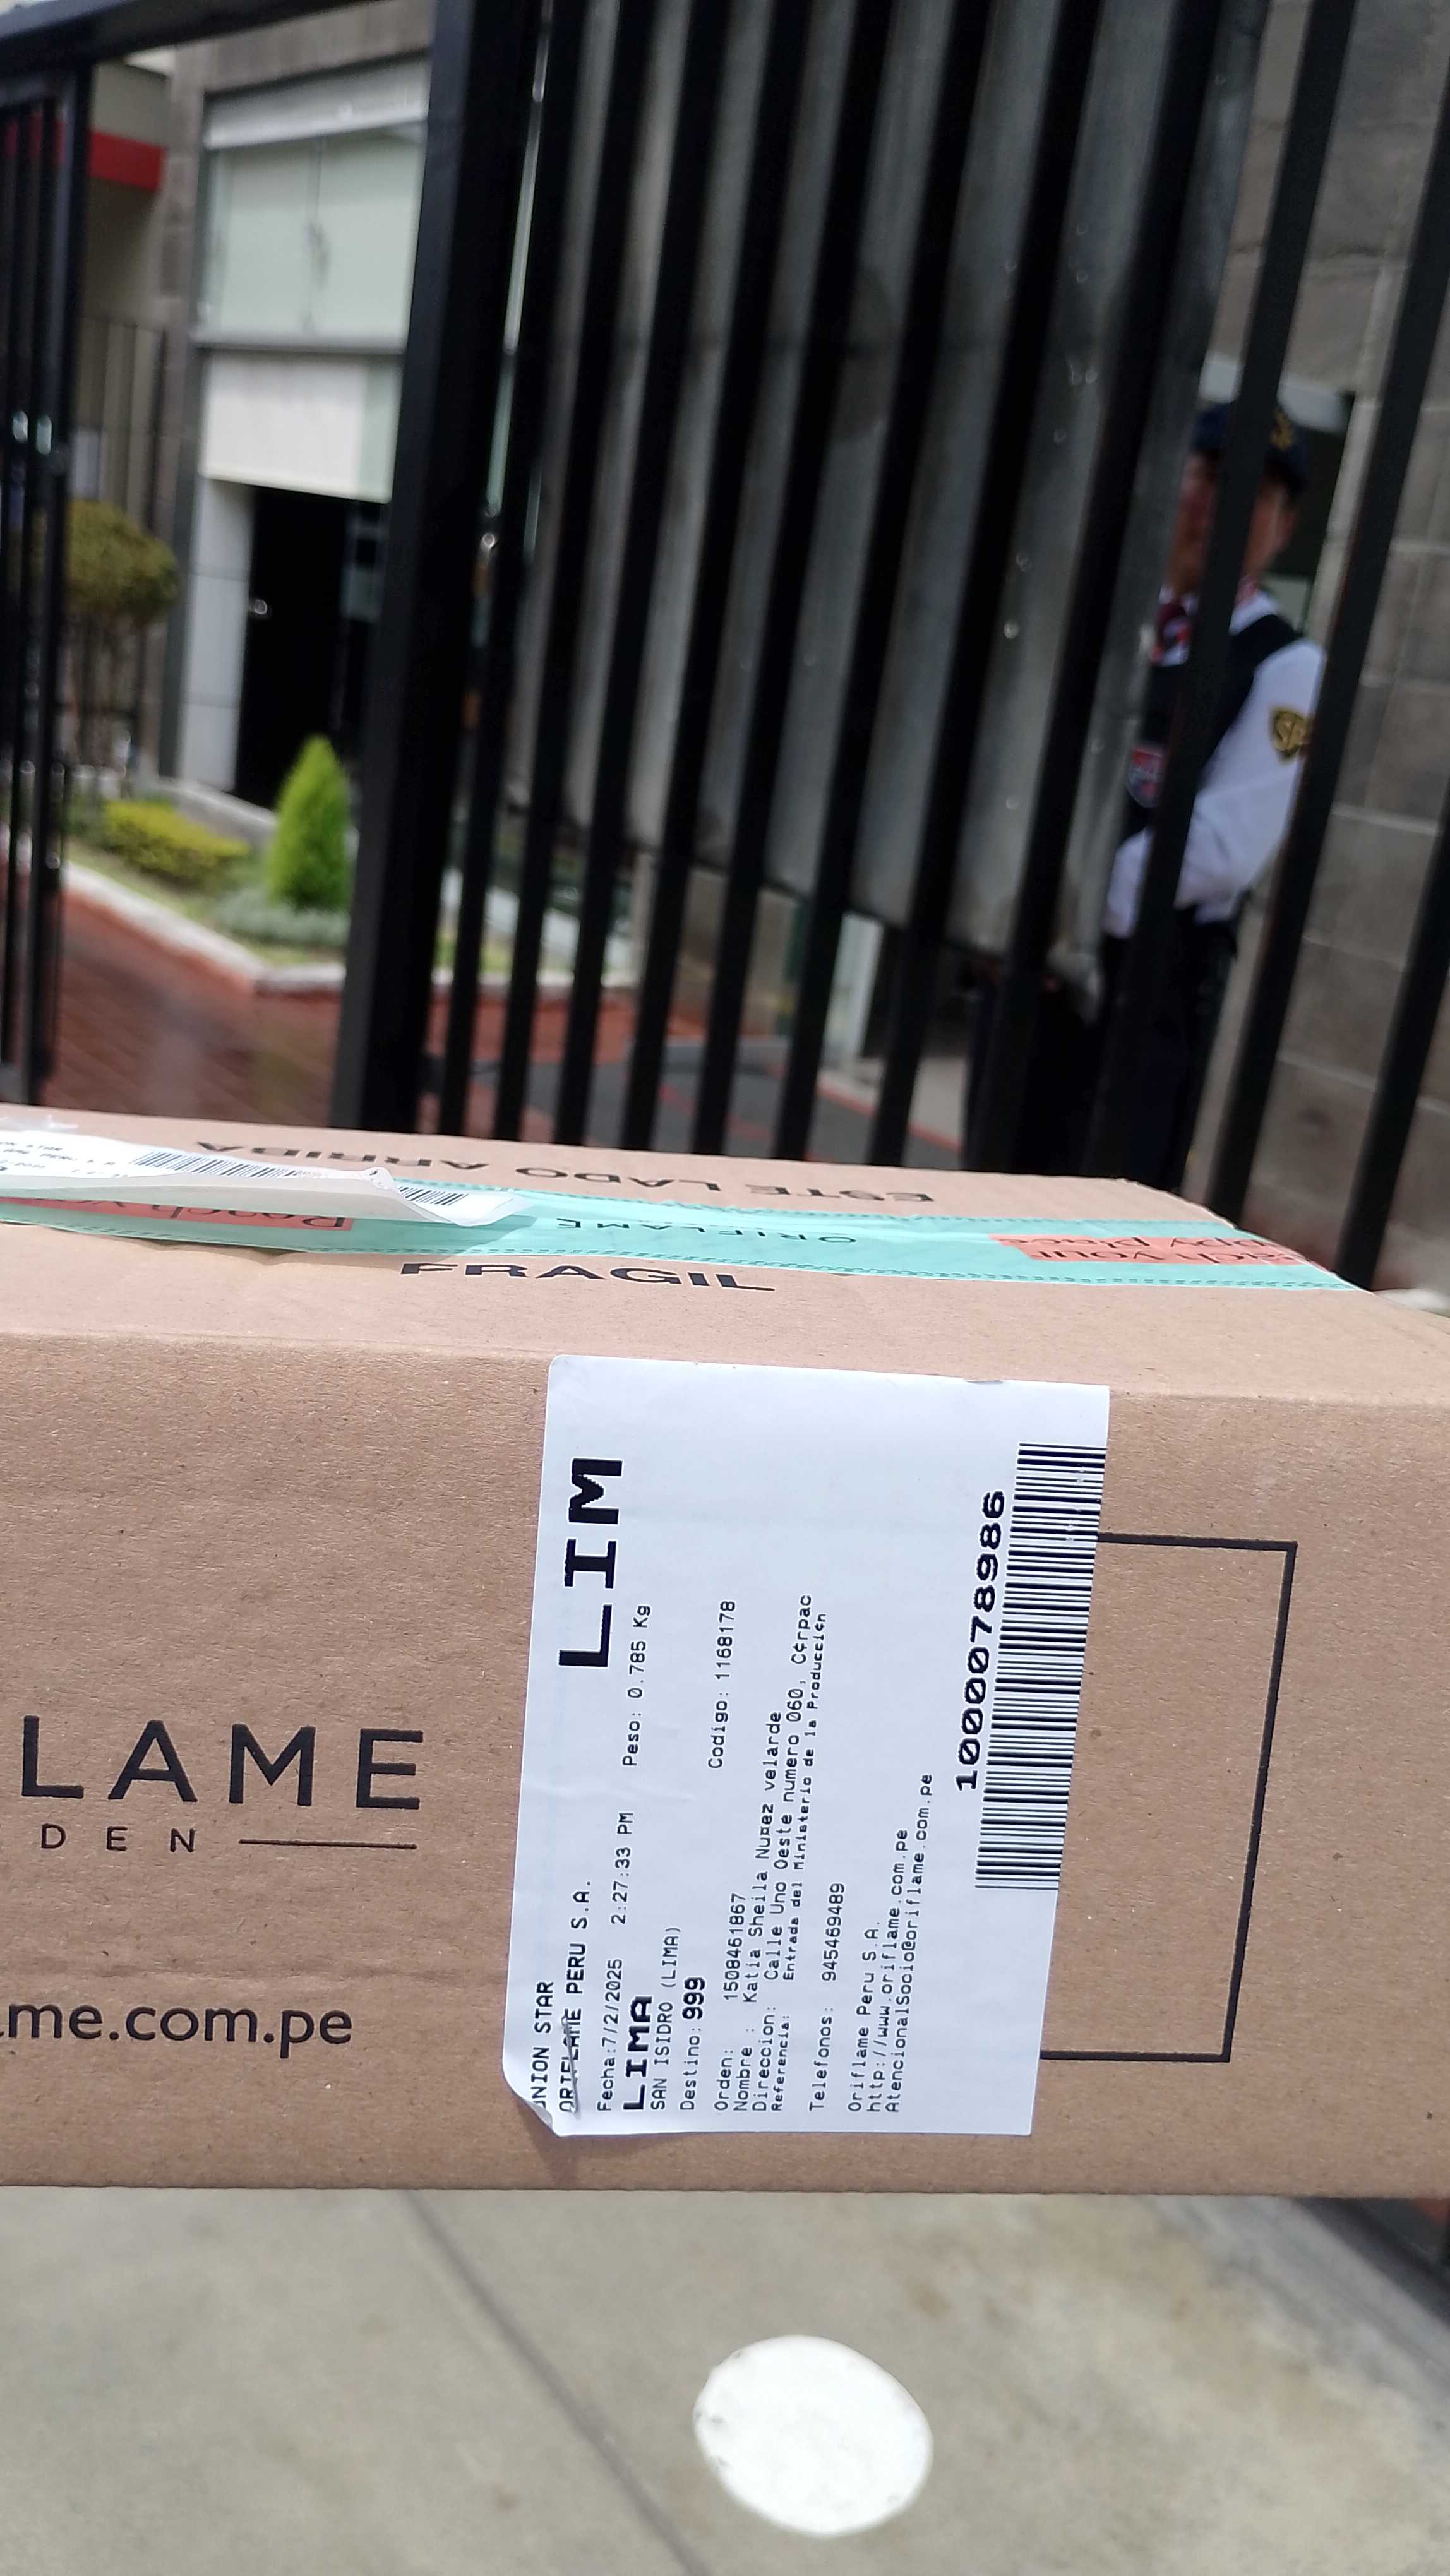 ESTE LADO ARRIBA
ORIFLAME
FRAGIL
LAME
DEN
me.com.pe
UNION STAR
ORIFLAME PERU S.A.
LIM
Fecha:7/2/2025 2:27:33 PM Peso: 0.785 Kg
LIMA
SAN ISIDRO (LIMA)
Destino: 999
Orden: 1508461867 Codigo: 1168178
Nombre : Katia Sheila Nuñez velarde
Direccion: Calle Uno Oeste numero 060, C¢rpac
Referencia: Entrada del Ministerio de la Producci¢n
Telefonos: 945469489
Oriflame Peru S.A.
http://www.oriflame.com.pe
AtencionalSocio@oriflame.com.pe
1000078986